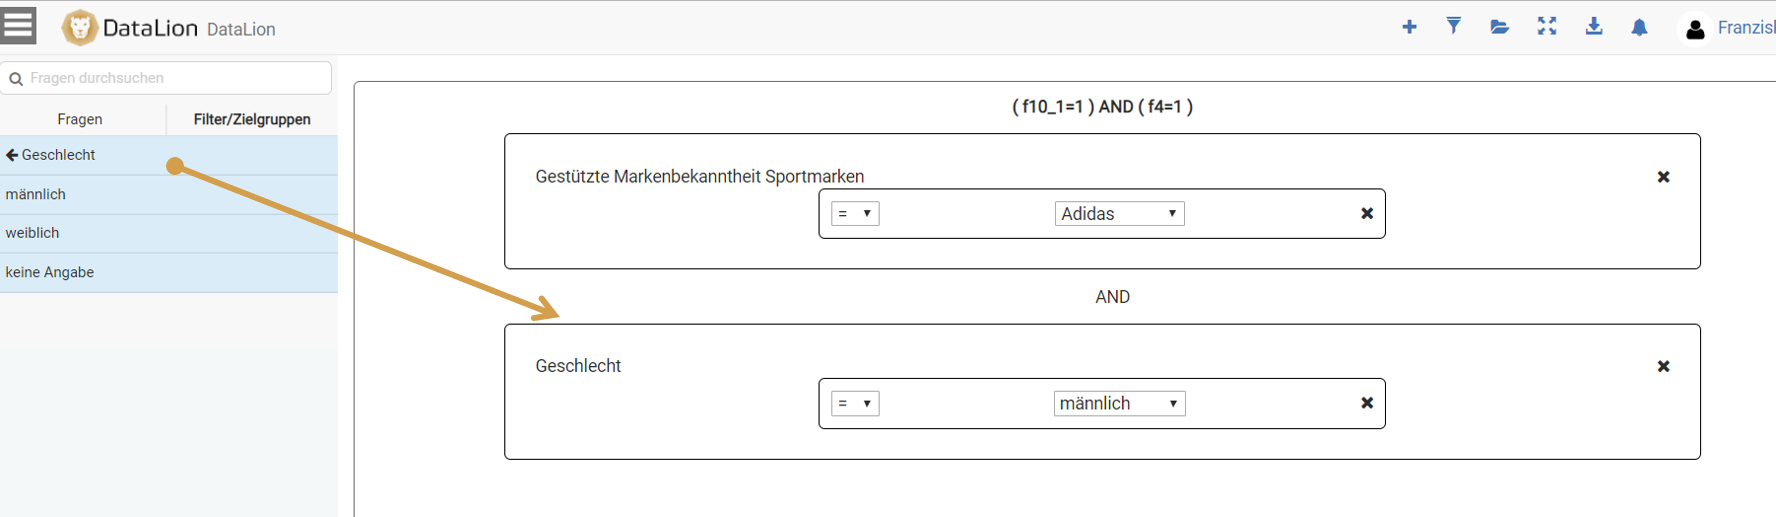 DataLion DataLion
Franzisl
Fragen durchsuchen
Fragen Filter/Zielgruppen
Geschlecht
männlich
weiblich
keine Angabe
( f10_1=1 ) AND ( f4=1 )
Gestützte Markenbekanntheit Sportmarken
= Adidas
AND
Geschlecht
= männlich